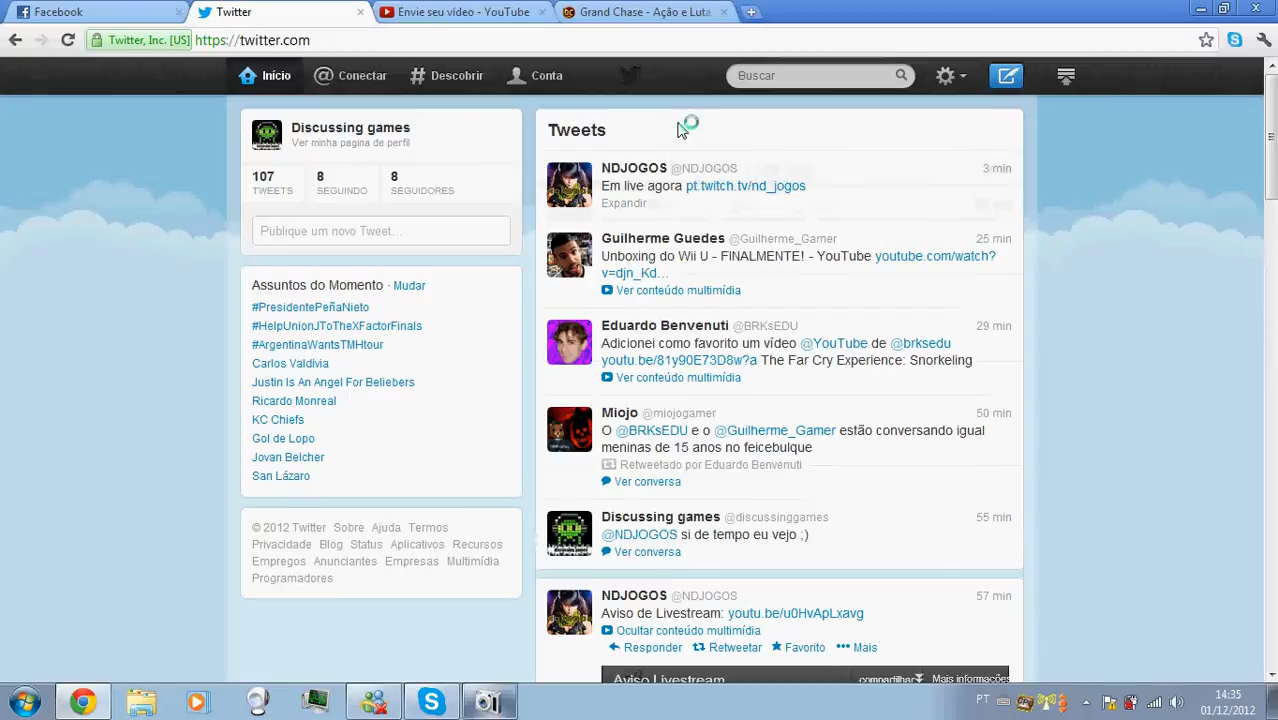 Facebook
Twitter
Envie seu vídeo - YouTube
Grand Chase - Ação e Luta
Twitter, Inc. [US]
https://twitter.com
Início
Conectar
Descobrir
Conta
Buscar
Discussing games
Ver minha pagina de perfil
107
8
8
TWEETS
SEGUINDO
SEGUIDORES
Publique um novo Tweet...
Assuntos do Momento · Mudar
#PresidentePeñaNieto
#HelpUnionJToTheXFactorFinals
#ArgentinaWantsTMHtour
Carlos Valdivia
Justin Is An Angel For Beliebers
Ricardo Monreal
KC Chiefs
Gol de Lopo
Jovan Belcher
San Lázaro
© 2012 Twitter Sobre Ajuda Termos
Privacidade Blog Status Aplicativos Recursos
Empregos Anunciantes Empresas Multimídia
Programadores
Tweets
NDJOGOS @NDJOGOS 3 min
Em live agora pt.twitch.tv/nd_jogos
Expandir
Guilherme Guedes @Guilherme_Gamer 25 min
Unboxing do Wii U - FINALMENTE! - YouTube youtube.com/watch?
v=djn_Kd...
Ver conteúdo multimídia
Eduardo Benvenuti @BRKsEDU 29 min
Adicionei como favorito um vídeo @YouTube de @brksedu
youtu.be/81y90E73D8w?a The Far Cry Experience: Snorkeling
Ver conteúdo multimídia
Miojo @miojogamer 50 min
O @BRKsEDU e o @Guilherme_Gamer estão conversando igual
meninas de 15 anos no feicebulque
Retweetado por Eduardo Benvenuti
Ver conversa
Discussing games @discussinggames 55 min
@NDJOGOS si de tempo eu vejo ;)
Ver conversa
NDJOGOS @NDJOGOS 57 min
Aviso de Livestream: youtu.be/u0HvApLxavg
Ocultar conteúdo multimídia
Responder Retweetar Favorito Mais
Aviso Livestream compartilhar Mais informações
PT
14:35
01/12/2012